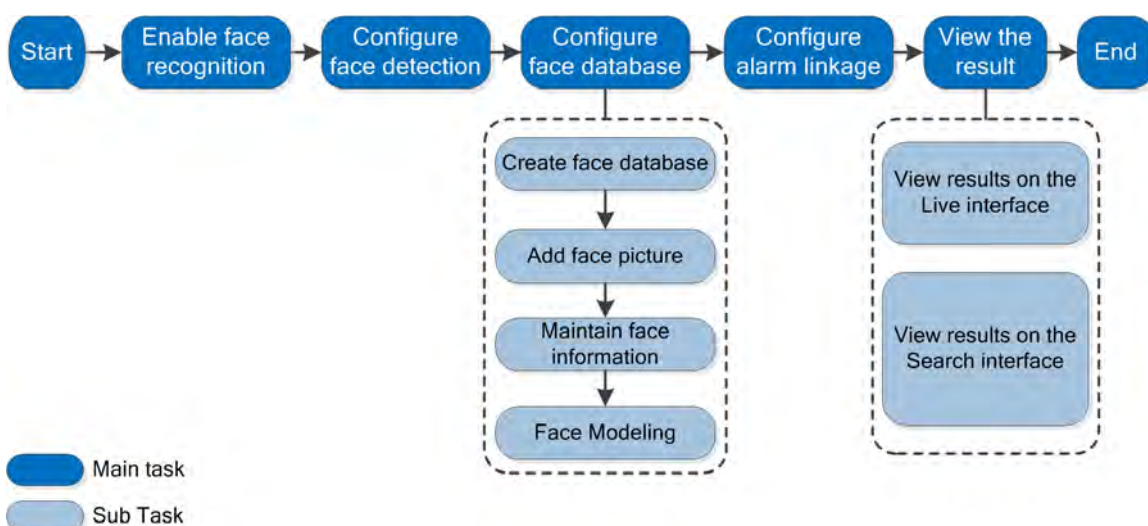 Start
Enable face
recognition
Configure
face detection
Configure
face database
Configure
alarm linkage
View the
result
End
Create face database
Add face picture
Maintain face
information
Face Modeling
View results on the
Live interface
View results on the
Search interface
Main task
Sub Task